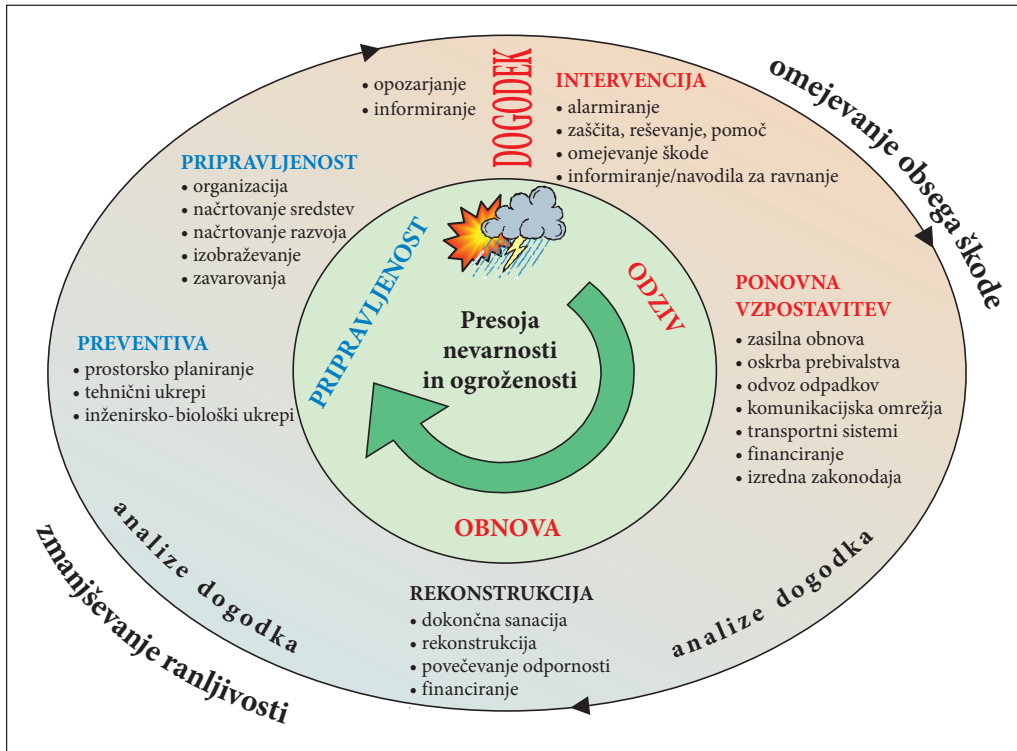 DOGODEK
• opozarjanje
• informiranje
INTERVENCIJA
• alarmiranje
• zaščita, reševanje, pomoč
• omejevanje škode
• informiranje/navodila za ravnanje
omejevanje obsega škode
PONOVNA
VZPOSTAVITEV
• zasilna obnova
• oskrba prebivalstva
• odvoz odpadkov
• komunikacijska omrežja
• transportni sistemi
• financiranje
• izredna zakonodaja
analize dogodka
REKONSTRUKCIJA
• dokončna sanacija
• rekonstrukcija
• povečevanje odpornosti
• financiranje
analize dogodka
zmanjševanje ranljivosti
PREVENTIVA
• prostorsko planiranje
• tehnični ukrepi
• inženirsko-biološki ukrepi
PRIPRAVLJENOST
• organizacija
• načrtovanje sredstev
• načrtovanje razvoja
• izobraževanje
• zavarovanja
PRIPRAVLJENOST
ODZIV
OBNOVA
Presoja
nevarnosti
in ogroženosti